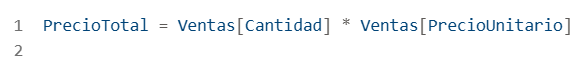 1 PrecioTotal = Ventas[Cantidad] * Ventas[PrecioUnitario]
2